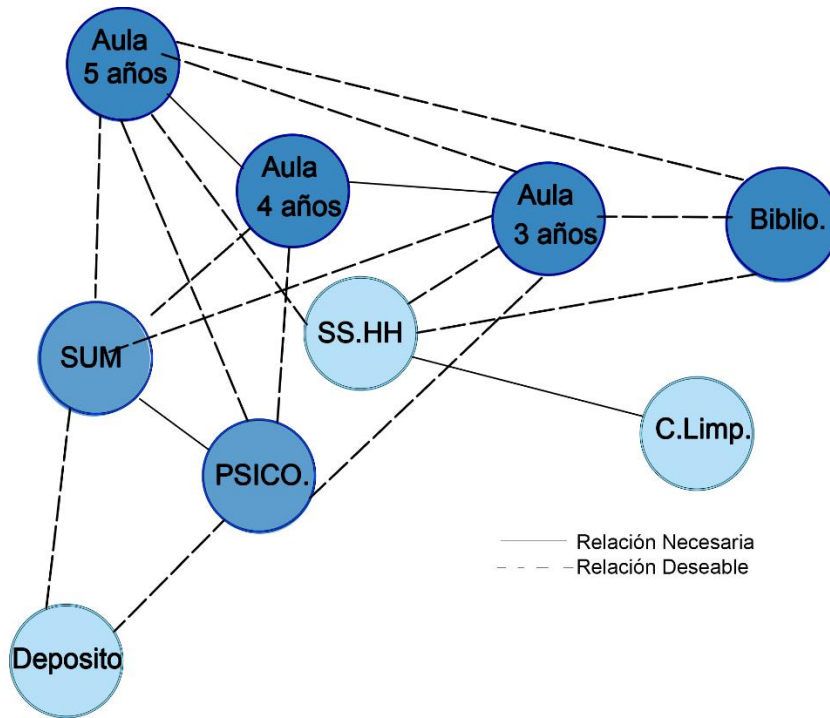 Aula
5 años
Aula
4 años
Aula
3 años
Biblio.
SS.HH
SUM
C.Limp.
PSICO.
Relación Necesaria
Relación Deseable
Deposito